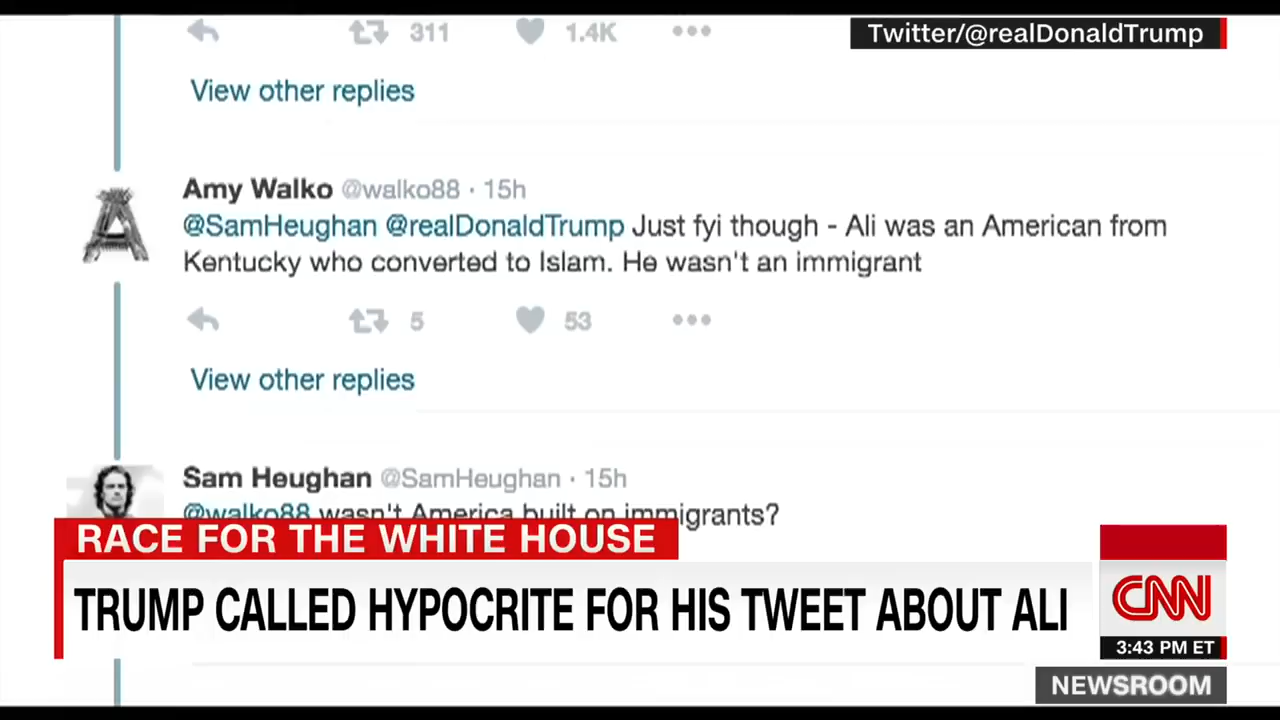 311 1.4K
Twitter/@realDonaldTrump
View other replies
Amy Walko @walko88 · 15h
@SamHeughan @realDonaldTrump Just fyi though - Ali was an American from
Kentucky who converted to Islam. He wasn't an immigrant
5 53
View other replies
Sam Heughan @SamHeughan · 15h
@walko88 wasn't America built on immigrants?
RACE FOR THE WHITE HOUSE
TRUMP CALLED HYPOCRITE FOR HIS TWEET ABOUT ALI
CNN
3:43 PM ET
NEWSROOM